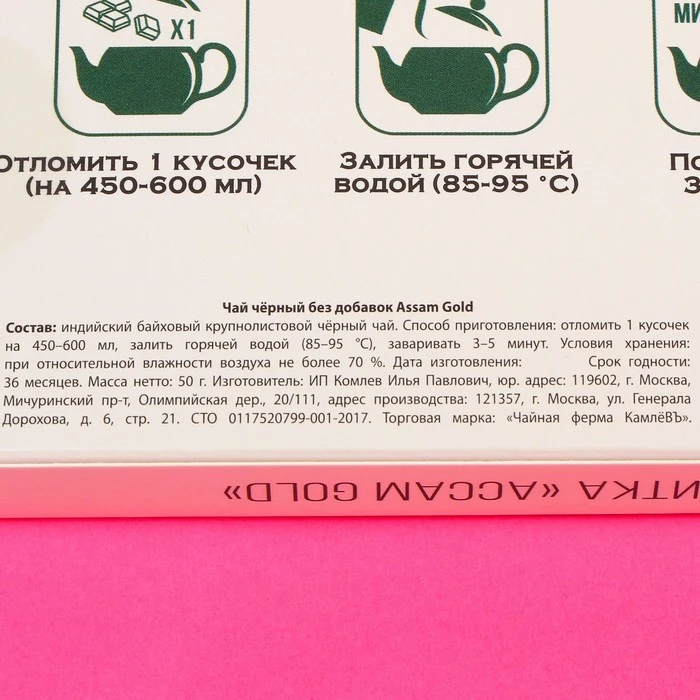 X1
МИ
ОТЛОМИТЬ 1 КУСОЧЕК
(НА 450-600 МЛ)
ЗАЛИТЬ ГОРЯЧЕЙ
ВОДОЙ (85-95 °С)
ПО
З
Чай чёрный без добавок Assam Gold
Состав: индийский байховый крупнолистовой чёрный чай. Способ приготовления: отломить 1 кусочек
на 450–600 мл, залить горячей водой (85–95 °С), заваривать 3–5 минут. Условия хранения:
при относительной влажности воздуха не более 70 %. Дата изготовления: Срок годности:
36 месяцев. Масса нетто: 50 г. Изготовитель: ИП Комлев Илья Павлович, юр. адрес: 119602, г. Москва,
Мичуринский пр-т, Олимпийская дер., 20/111, адрес производства: 121357, г. Москва, ул. Генерала
Дорохова, д. 6, стр. 21. СТО 0117520799-001-2017. Торговая марка: «Чайная ферма КамлёВЪ».
ИТКА «АССАМ GOLD»